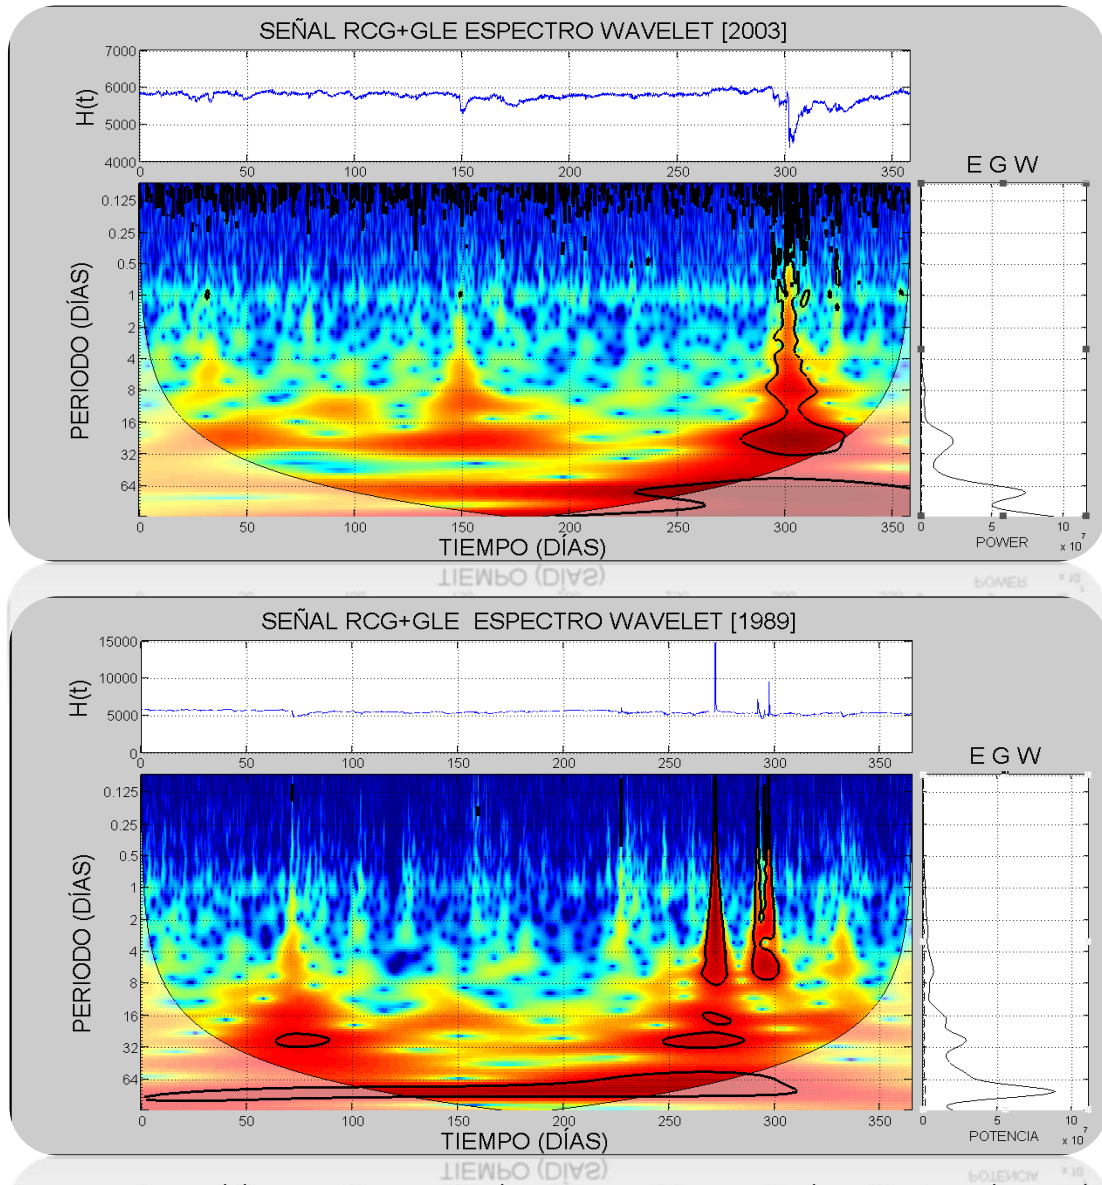 SEÑAL RCG+GLE ESPECTRO WAVELET [2003]
H(t)
7000
6000
5000
4000
0 50 100 150 200 250 300 350
E G W
PERIODO (DÍAS)
0.125
0.25
0.5
1
2
4
8
16
32
64
0 50 100 150 200 250 300 350
TIEMPO (DÍAS)
0 5 10
POWER
x 10 7
SEÑAL RCG+GLE ESPECTRO WAVELET [1989]
H(t)
15000
10000
5000
0
0 50 100 150 200 250 300 350
E G W
PERIODO (DÍAS)
0.125
0.25
0.5
1
2
4
8
16
32
64
0 50 100 150 200 250 300 350
TIEMPO (DÍAS)
0 5 10
POTENCIA
x 10 7